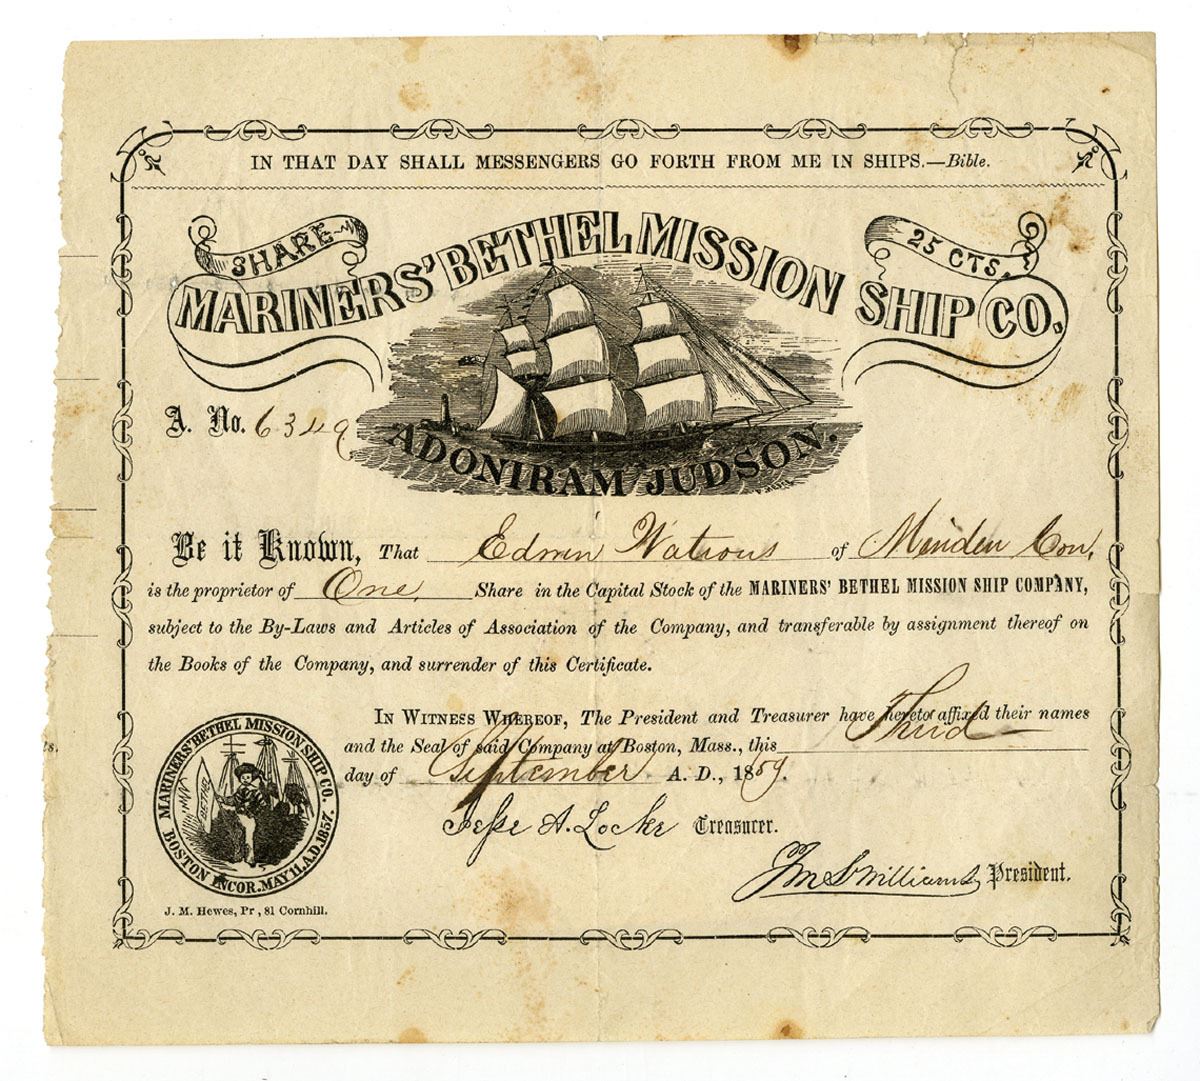 IN THAT DAY SHALL MESSENGERS GO FORTH FROM ME IN SHIPS.—Bible.
SHARE
25 CTS.
MARINERS' BETHEL MISSION SHIP CO.
A. No. 6349
ADONIRAM JUDSON.
Be it Known, That Edwin Watrous of Minden Con,
is the proprietor of One Share in the Capital Stock of the MARINERS' BETHEL MISSION SHIP COMPANY,
subject to the By-Laws and Articles of Association of the Company, and transferable by assignment thereof on
the Books of the Company, and surrender of this Certificate.
IN WITNESS WHEREOF, The President and Treasurer have hereto affixed their names
and the Seal of said Company at Boston, Mass., this Third
day of September A. D., 1859.
Jesse A. Locke Treasurer.
Jm S Williams President.
MARINERS' BETHEL MISSION SHIP CO.
BOSTON INCOR. MAY 11, A.D. 1857.
BETHEL
J. M. Hewes, Pr, 81 Cornhill.
ts.